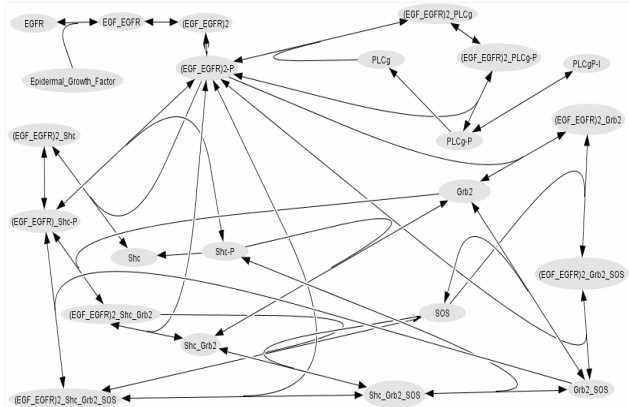 EGFR
EGF_EGFR
(EGF_EGFR)2
(EGF_EGFR)2_PLCg
Epidermal_Growth_Factor
(EGF_EGFR)2-P
PLCg
(EGF_EGFR)2_PLCg-P
PLCgP-I
(EGF_EGFR)2_Shc
PLCg-P
(EGF_EGFR)2_Grb2
Grb2
(EGF_EGFR)_Shc-P
Shc
Shc-P
(EGF_EGFR)2_Grb2_SOS
(EGF_EGFR)2_Shc_Grb2
SOS
Shc_Grb2
(EGF_EGFR)2_Shc_Grb2_SOS
Shc_Grb2_SOS
Grb2_SOS